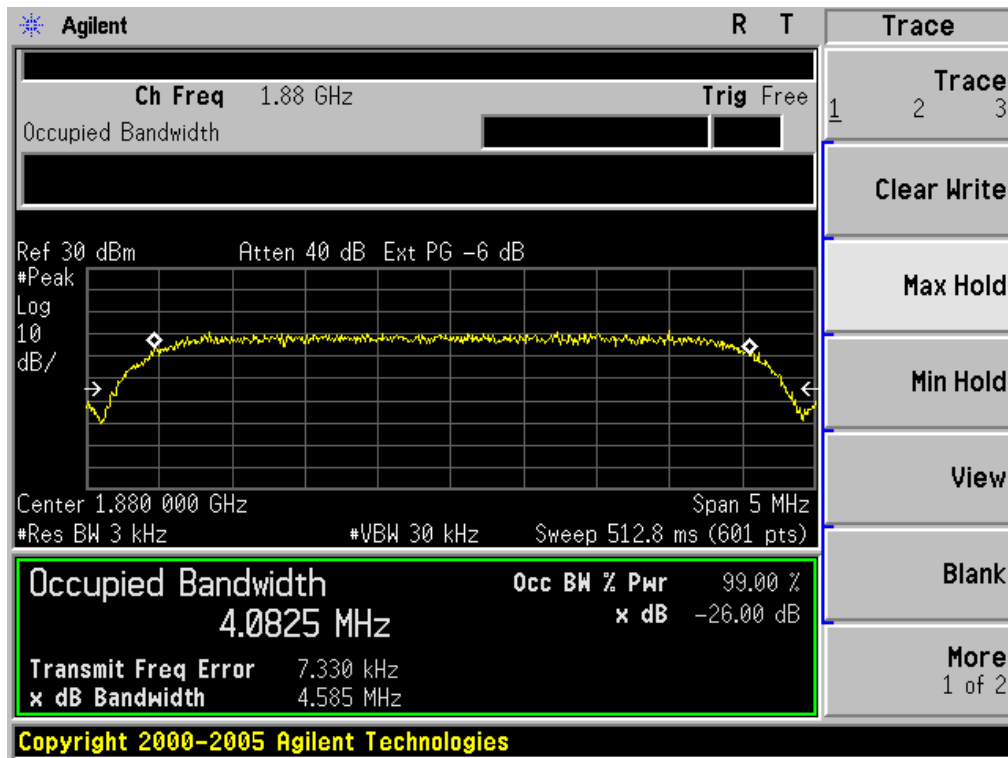 Agilent R T Trace
Ch Freq 1.88 GHz Trig Free
Occupied Bandwidth
Trace
1 2 3
Clear Write
Max Hold
Min Hold
View
Blank
More
1 of 2
Ref 30 dBm Atten 40 dB Ext PG -6 dB
#Peak
Log
10
dB/
Center 1.880 000 GHz Span 5 MHz
#Res BW 3 kHz #VBW 30 kHz Sweep 512.8 ms (601 pts)
Occupied Bandwidth Occ BW % Pwr 99.00 %
4.0825 MHz x dB -26.00 dB
Transmit Freq Error 7.330 kHz
x dB Bandwidth 4.585 MHz
Copyright 2000-2005 Agilent Technologies